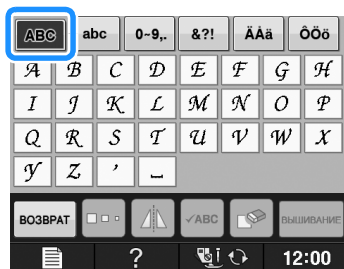 ABC abc 0~9,. &?! ÄÅä ÔÖö
A B C D E F G H
I J K L M N O P
Q R S T U V W X
Y Z ’ ⎵
ВОЗВРАТ ✓ABC ВЫШИВАНИЕ
? 12:00